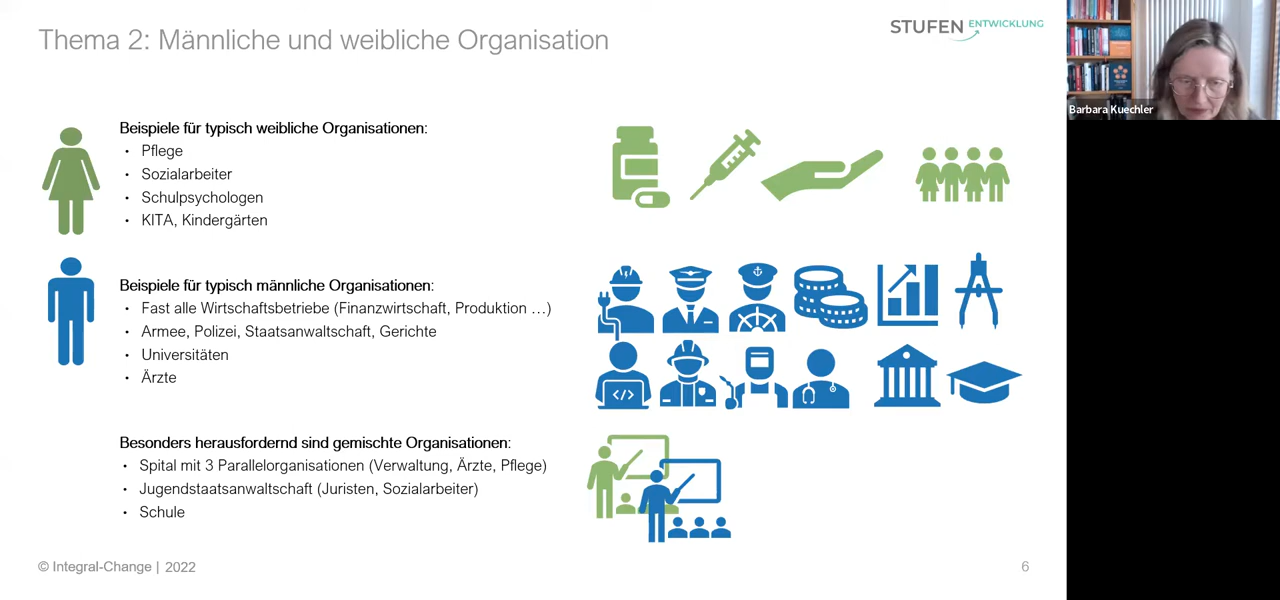 Thema 2: Männliche und weibliche Organisation
STUFEN ENTWICKLUNG
Barbara Kuechler
Beispiele für typisch weibliche Organisationen:
• Pflege
• Sozialarbeiter
• Schulpsychologen
• KITA, Kindergärten
Beispiele für typisch männliche Organisationen:
• Fast alle Wirtschaftsbetriebe (Finanzwirtschaft, Produktion …)
• Armee, Polizei, Staatsanwaltschaft, Gerichte
• Universitäten
• Ärzte
</>
Besonders herausfordernd sind gemischte Organisationen:
• Spital mit 3 Parallelorganisationen (Verwaltung, Ärzte, Pflege)
• Jugendstaatsanwaltschaft (Juristen, Sozialarbeiter)
• Schule
© Integral-Change | 2022
6